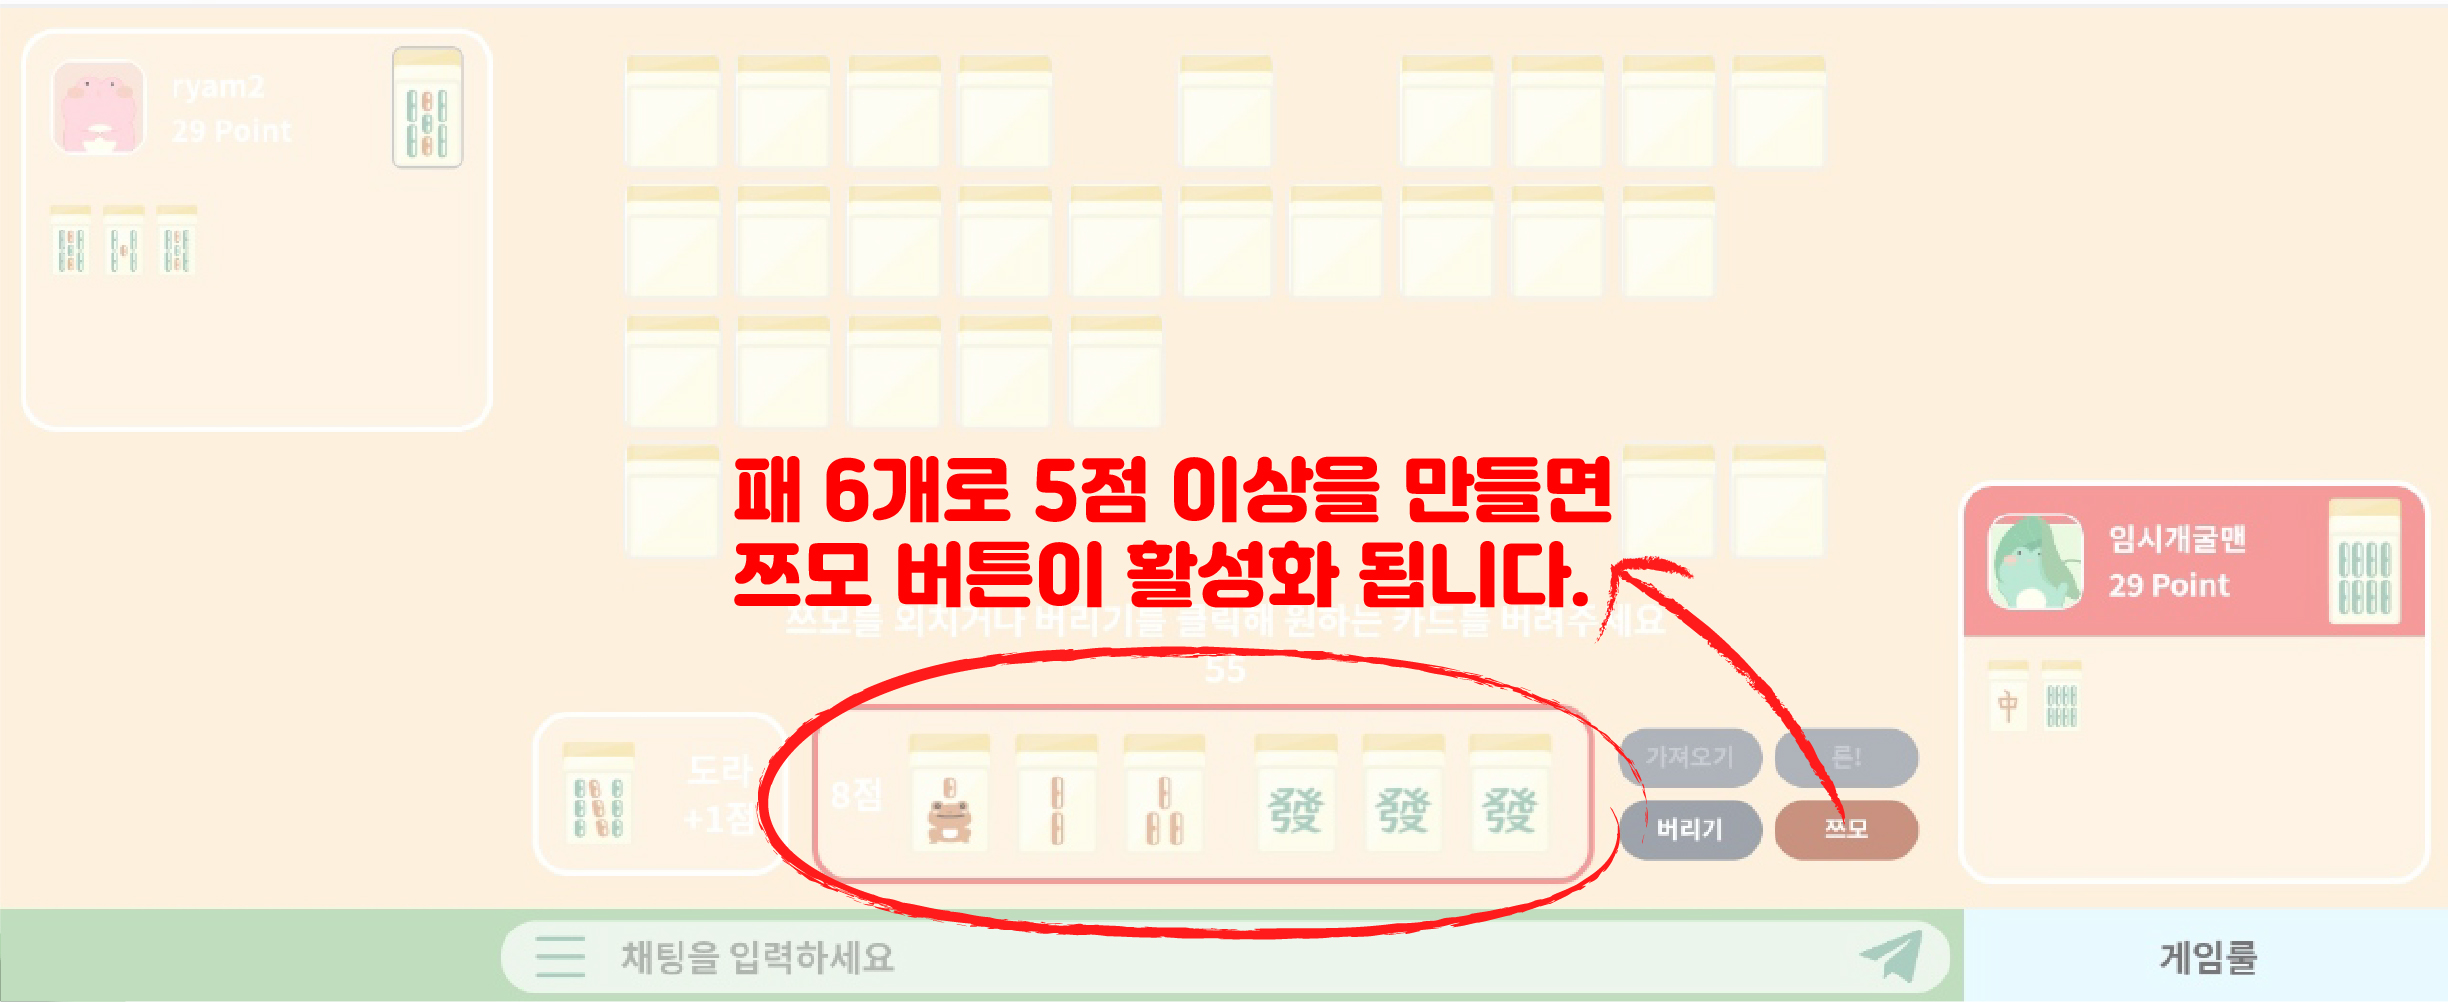 ryam2
29 Point
패 6개로 5점 이상을 만들면
쯔모 버튼이 활성화 됩니다.
쯔모를 외치거나 버리기를 클릭해 원하는 카드를 버려주세요
55
임시개굴맨
29 Point
中
도라
+1점
8점
發 發 發
가져오기
론!
버리기
쯔모
채팅을 입력하세요
게임룰